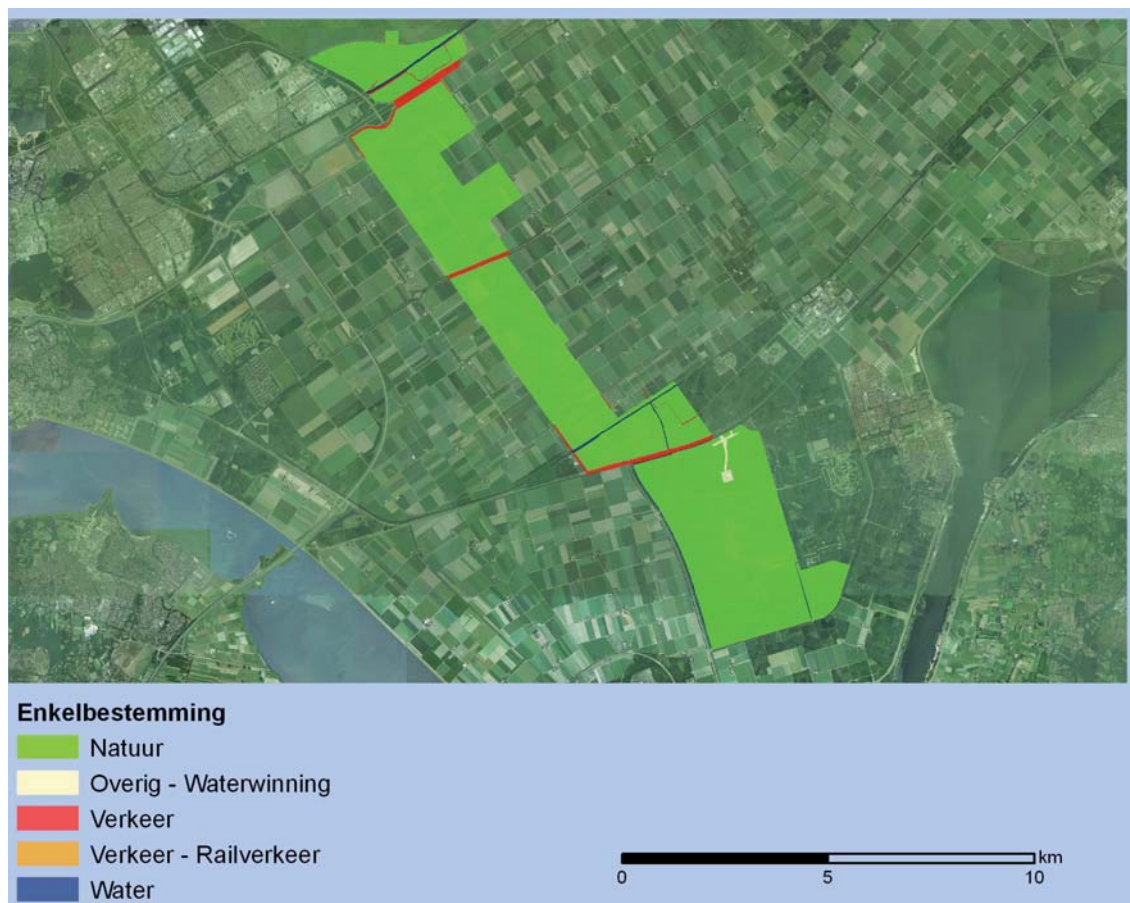 Enkelbestemming
Natuur
Overig - Waterwinning
Verkeer
Verkeer - Railverkeer
Water
km
0 5 10